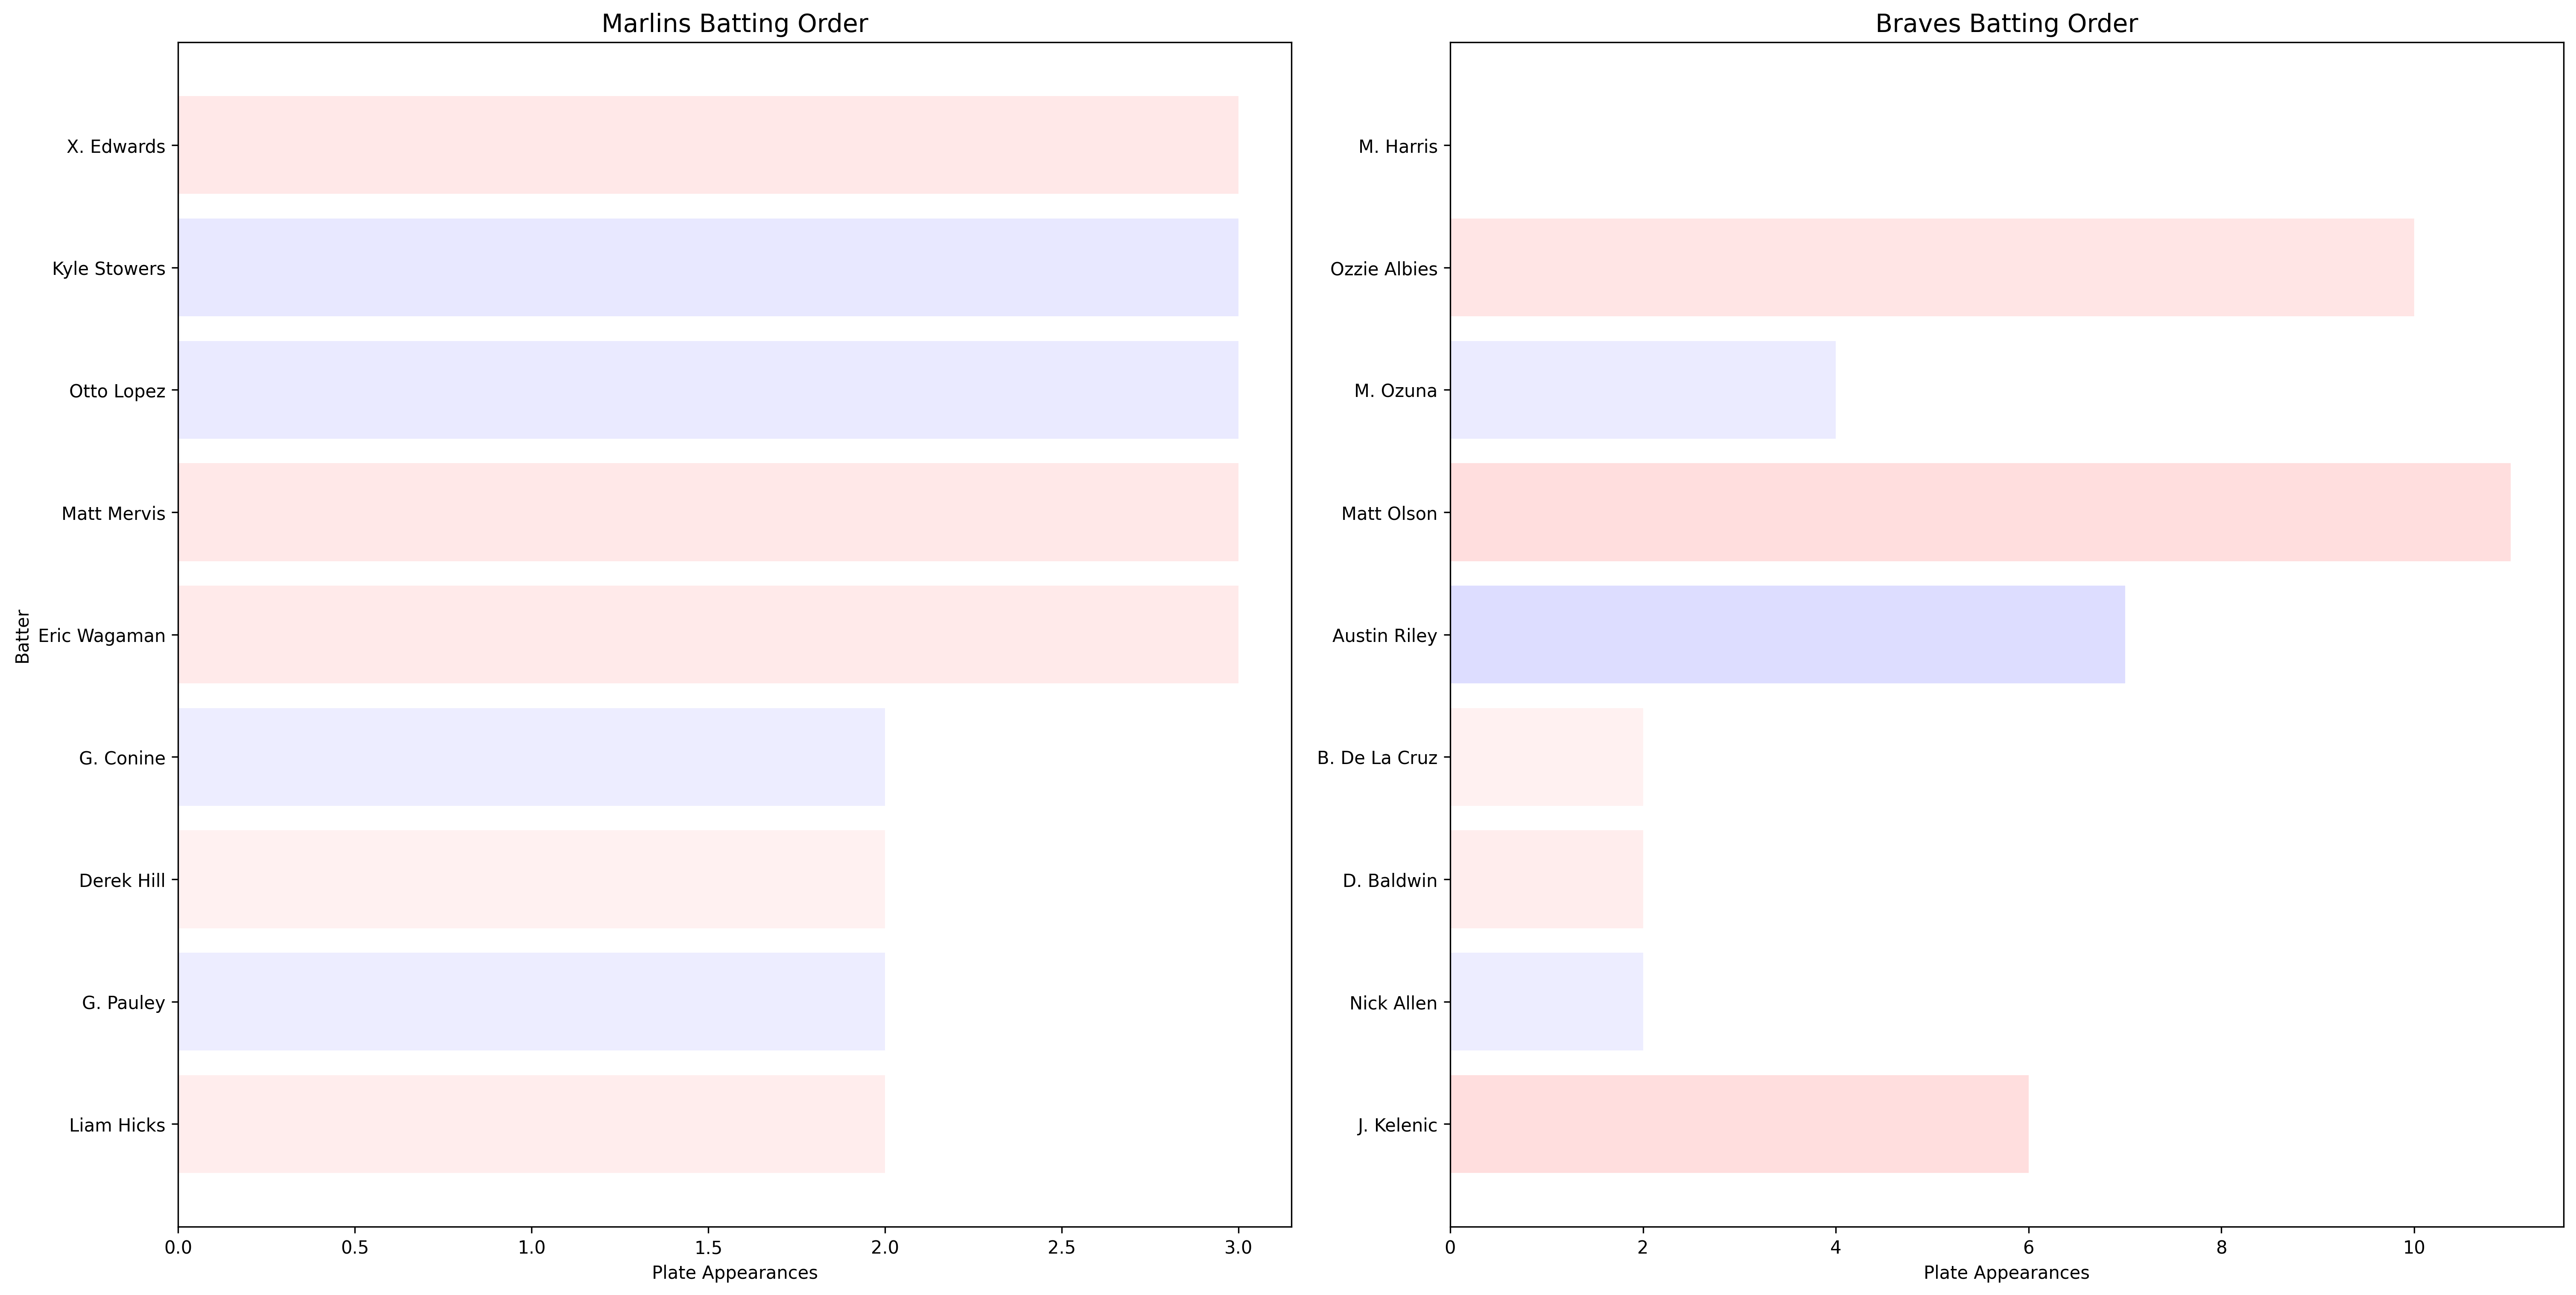 Marlins Batting Order
Batter
X. Edwards
Kyle Stowers
Otto Lopez
Matt Mervis
Eric Wagaman
G. Conine
Derek Hill
G. Pauley
Liam Hicks
0.0 0.5 1.0 1.5 2.0 2.5 3.0
Plate Appearances
Braves Batting Order
M. Harris
Ozzie Albies
M. Ozuna
Matt Olson
Austin Riley
B. De La Cruz
D. Baldwin
Nick Allen
J. Kelenic
0 2 4 6 8 10
Plate Appearances